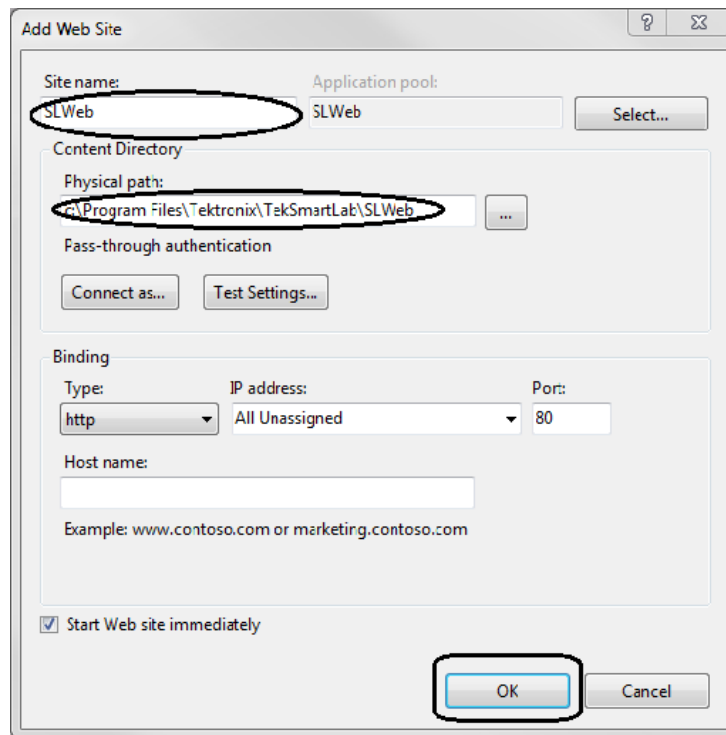 Add Web Site
Site name:
Application pool:
SLWeb
SLWeb
Select...
Content Directory
Physical path:
c:\Program Files\Tektronix\TekSmartLab\SLWeb
...
Pass-through authentication
Connect as...
Test Settings...
Binding
Type:
IP address:
Port:
http
All Unassigned
80
Host name:
Example: www.contoso.com or marketing.contoso.com
Start Web site immediately
OK
Cancel